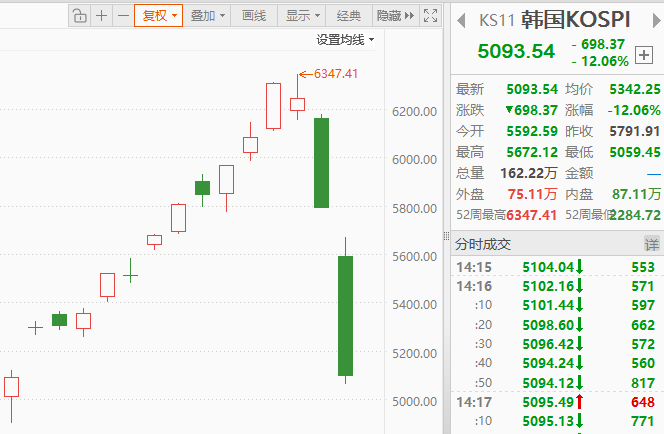 复权 叠加 画线 显示 经典 隐藏
设置均线
6347.41
6200.00
6000.00
5800.00
5600.00
5400.00
5200.00
5000.00
KS11 韩国KOSPI
5093.54 - 698.37
- 12.06%
最新 5093.54 均价 5342.25
涨跌 ▼698.37 涨幅 -12.06%
今开 5592.59 昨收 5791.91
最高 5672.12 最低 5059.45
总量 162.22万 金额 —
外盘 75.11万 内盘 87.11万
52周最高6347.41 52周最低2284.72
分时成交 详
14:15 5104.04↓ 553
14:16 5102.16↓ 571
:10 5101.44↓ 597
:20 5098.60↓ 662
:30 5096.42↓ 572
:40 5094.24↓ 560
:50 5094.12↓ 817
14:17 5095.49↑ 648
:10 5095.13↓ 771